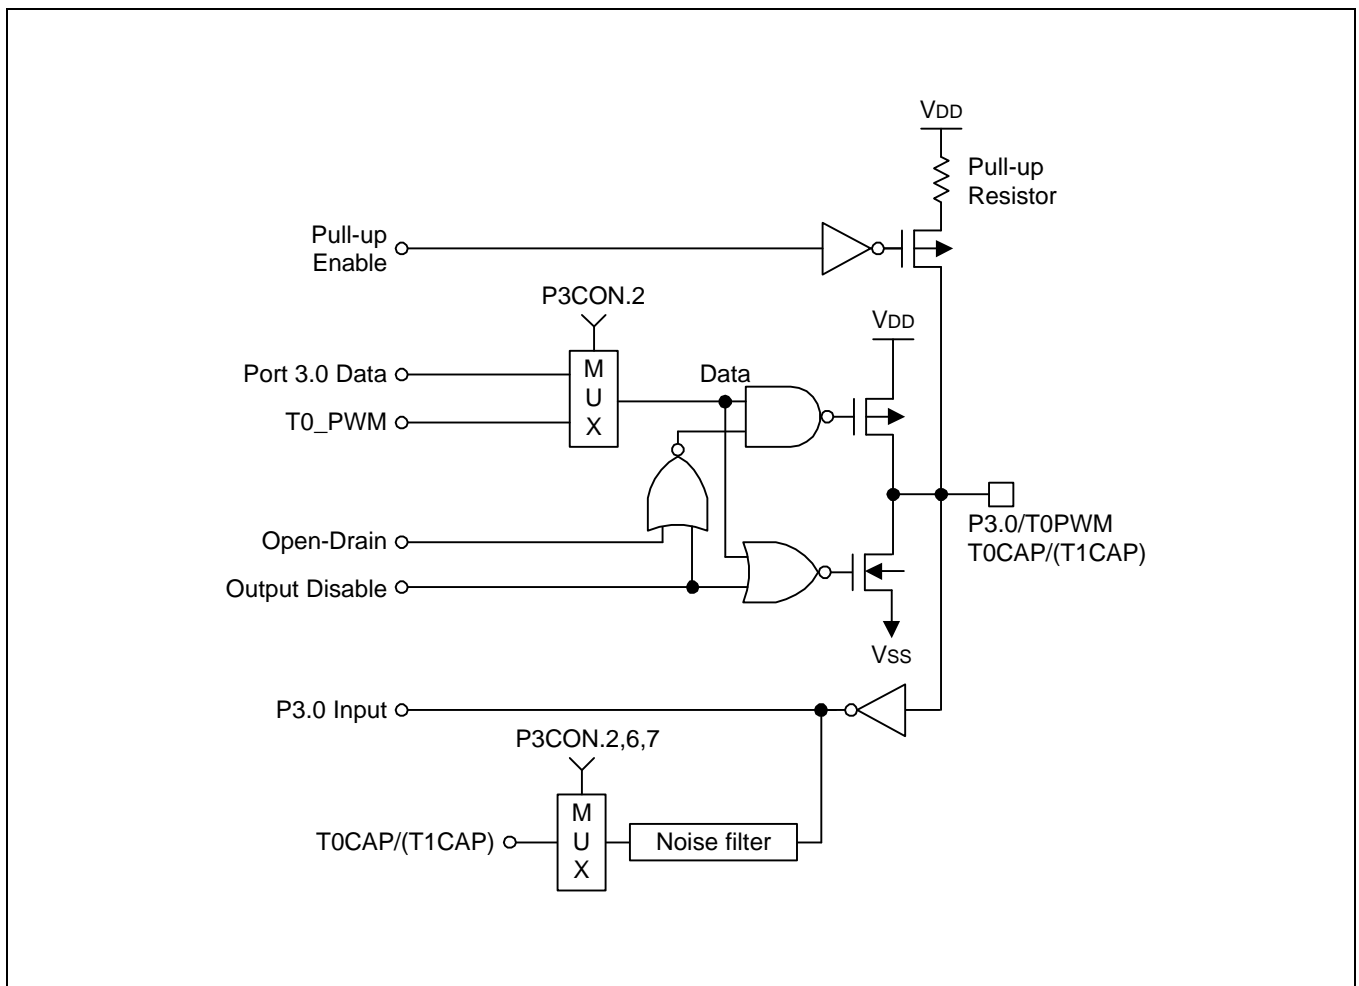 VDD
Pull-up
Resistor
Pull-up
Enable
P3CON.2
VDD
Port 3.0 Data
M
U
X
Data
T0_PWM
P3.0/T0PWM
T0CAP/(T1CAP)
Open-Drain
Output Disable
VSS
P3.0 Input
P3CON.2,6,7
M
U
X
T0CAP/(T1CAP)
Noise filter